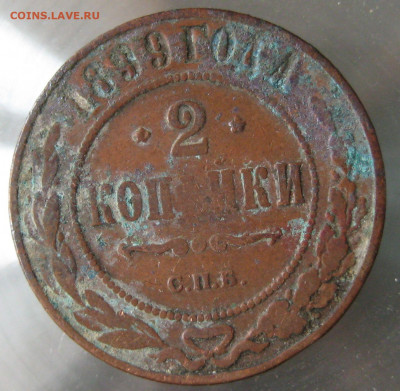 COINS.LAVE.RU
1899 ГОДА
2
КОПѢЙКИ
С.П.Б.